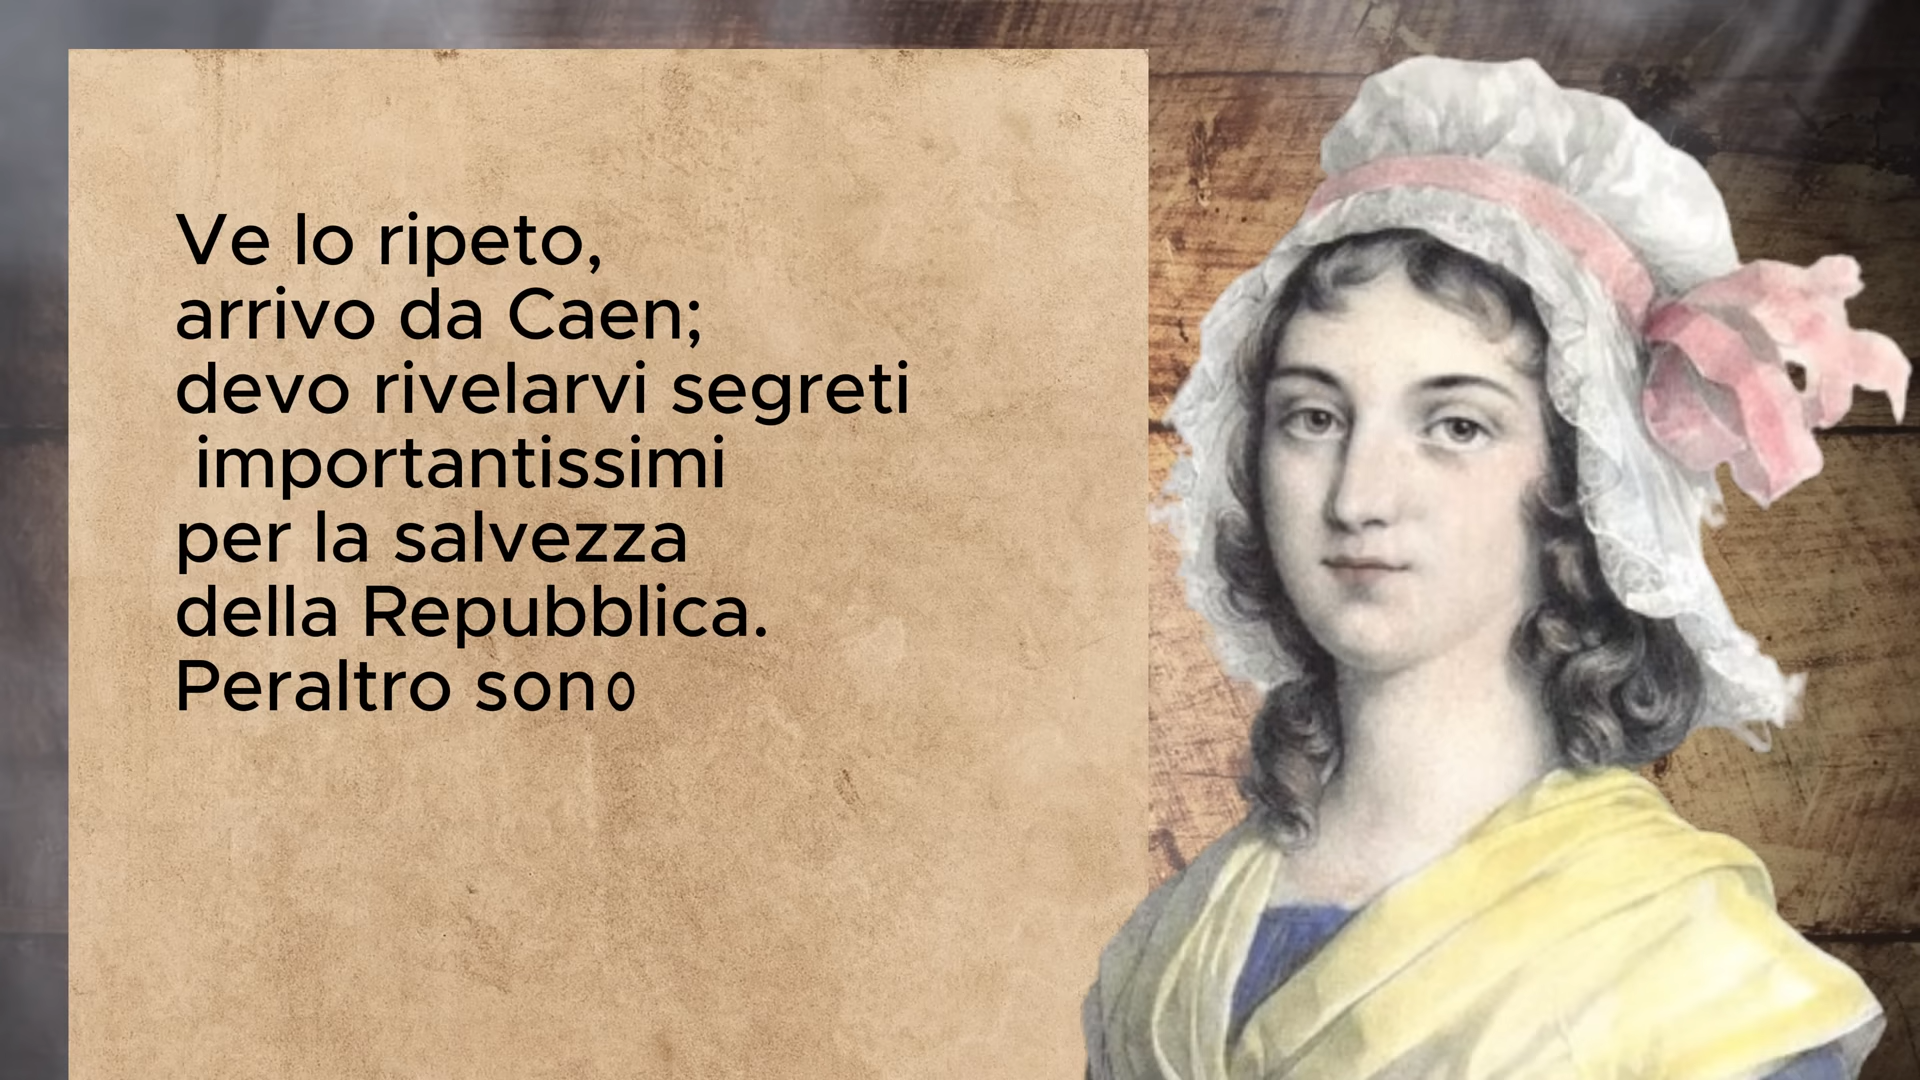 Ve lo ripeto,
arrivo da Caen;
devo rivelarvi segreti
importantissimi
per la salvezza
della Repubblica.
Peraltro sono